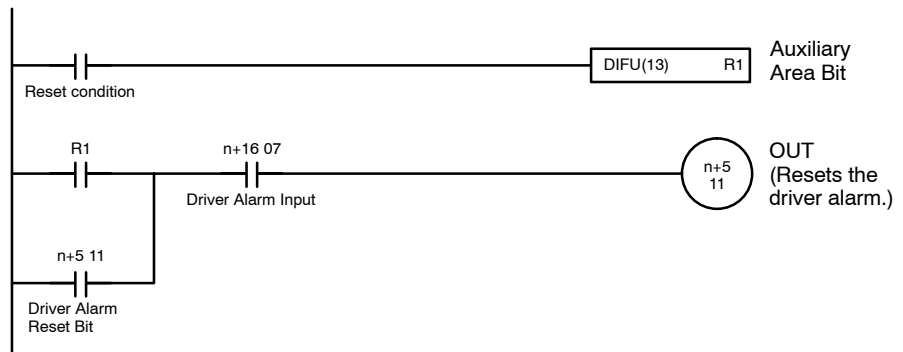 Reset condition
DIFU(13) R1
Auxiliary
Area Bit
R1
n+16 07
Driver Alarm Input
n+5
11
OUT
(Resets the
driver alarm.)
n+5 11
Driver Alarm
Reset Bit